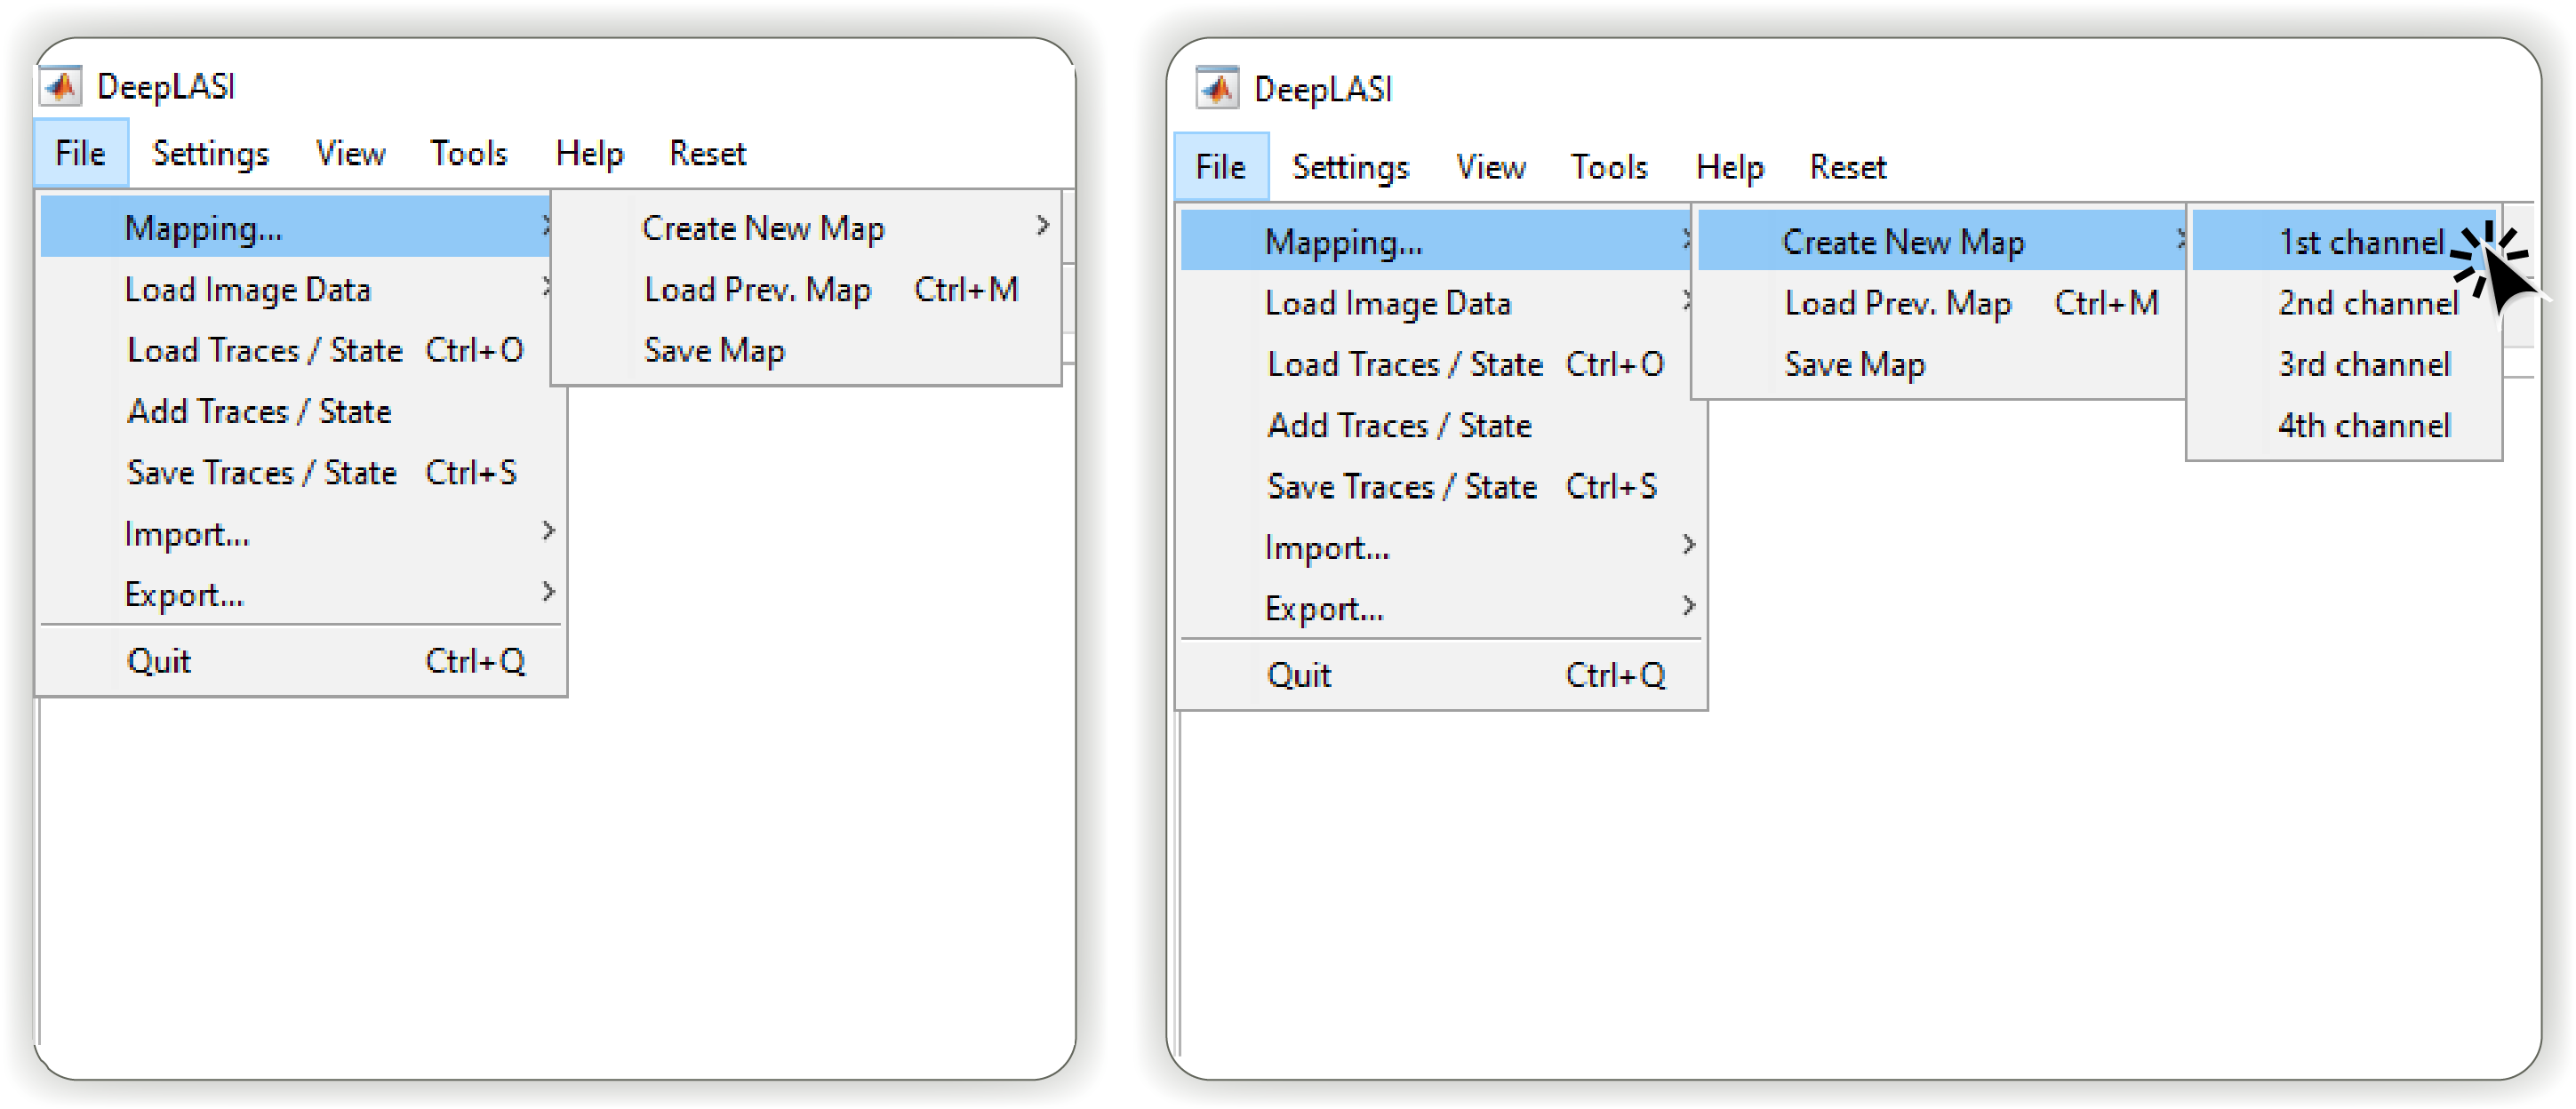 DeepLASI
File Settings View Tools Help Reset
Mapping... Create New Map
Load Image Data Load Prev. Map Ctrl+M
Load Traces / State Ctrl+O Save Map
Add Traces / State
Save Traces / State Ctrl+S
Import...
Export...
Quit Ctrl+Q
DeepLASI
File Settings View Tools Help Reset
Mapping... Create New Map 1st channel
Load Image Data Load Prev. Map Ctrl+M 2nd channel
Load Traces / State Ctrl+O Save Map 3rd channel
Add Traces / State 4th channel
Save Traces / State Ctrl+S
Import...
Export...
Quit Ctrl+Q